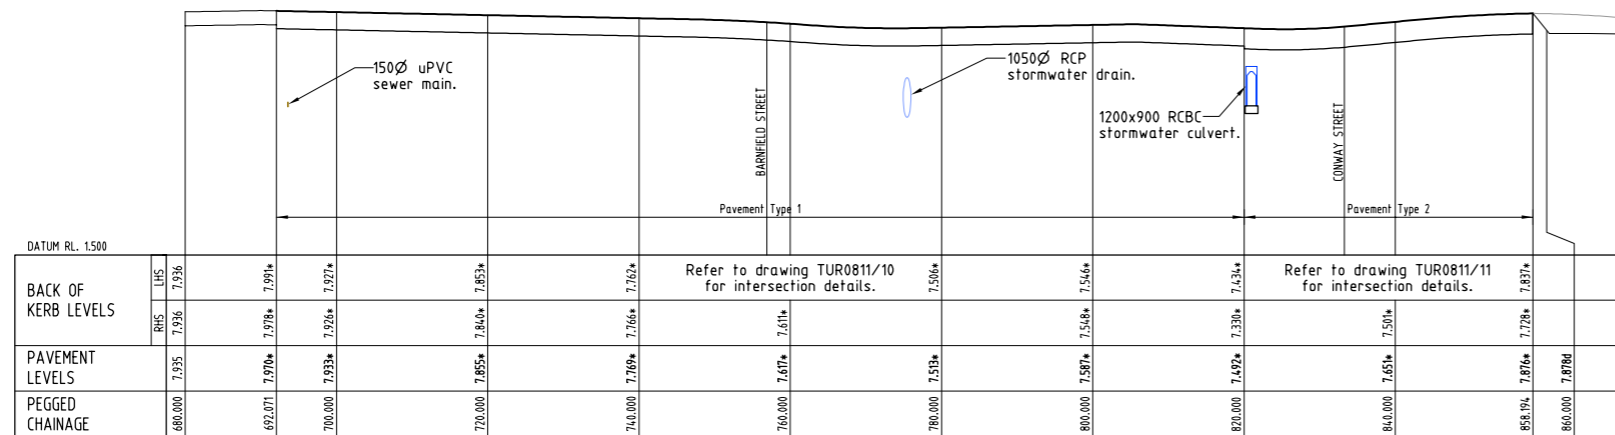 150Ø uPVC
sewer main.
1050Ø RCP
stormwater drain.
1200x900 RCBC
stormwater culvert.
BARNFIELD STREET
CONWAY STREET
Pavement Type 1
Pavement Type 2
DATUM RL. 1.500
BACK OF
KERB LEVELS
LHS
7.936 7.991* 7.927* 7.853* 7.762*
Refer to drawing TUR0811/10
for intersection details.
7.506* 7.546* 7.434*
Refer to drawing TUR0811/11
for intersection details.
7.837*
RHS
7.936 7.978* 7.926* 7.840* 7.766* 7.611* 7.548* 7.330* 7.501* 7.728*
PAVEMENT
LEVELS
7.935 7.970* 7.933* 7.855* 7.769* 7.617* 7.513* 7.587* 7.492* 7.651* 7.876* 7.878d
PEGGED
CHAINAGE
680.000 692.071 700.000 720.000 740.000 760.000 780.000 800.000 820.000 840.000 858.194 860.000